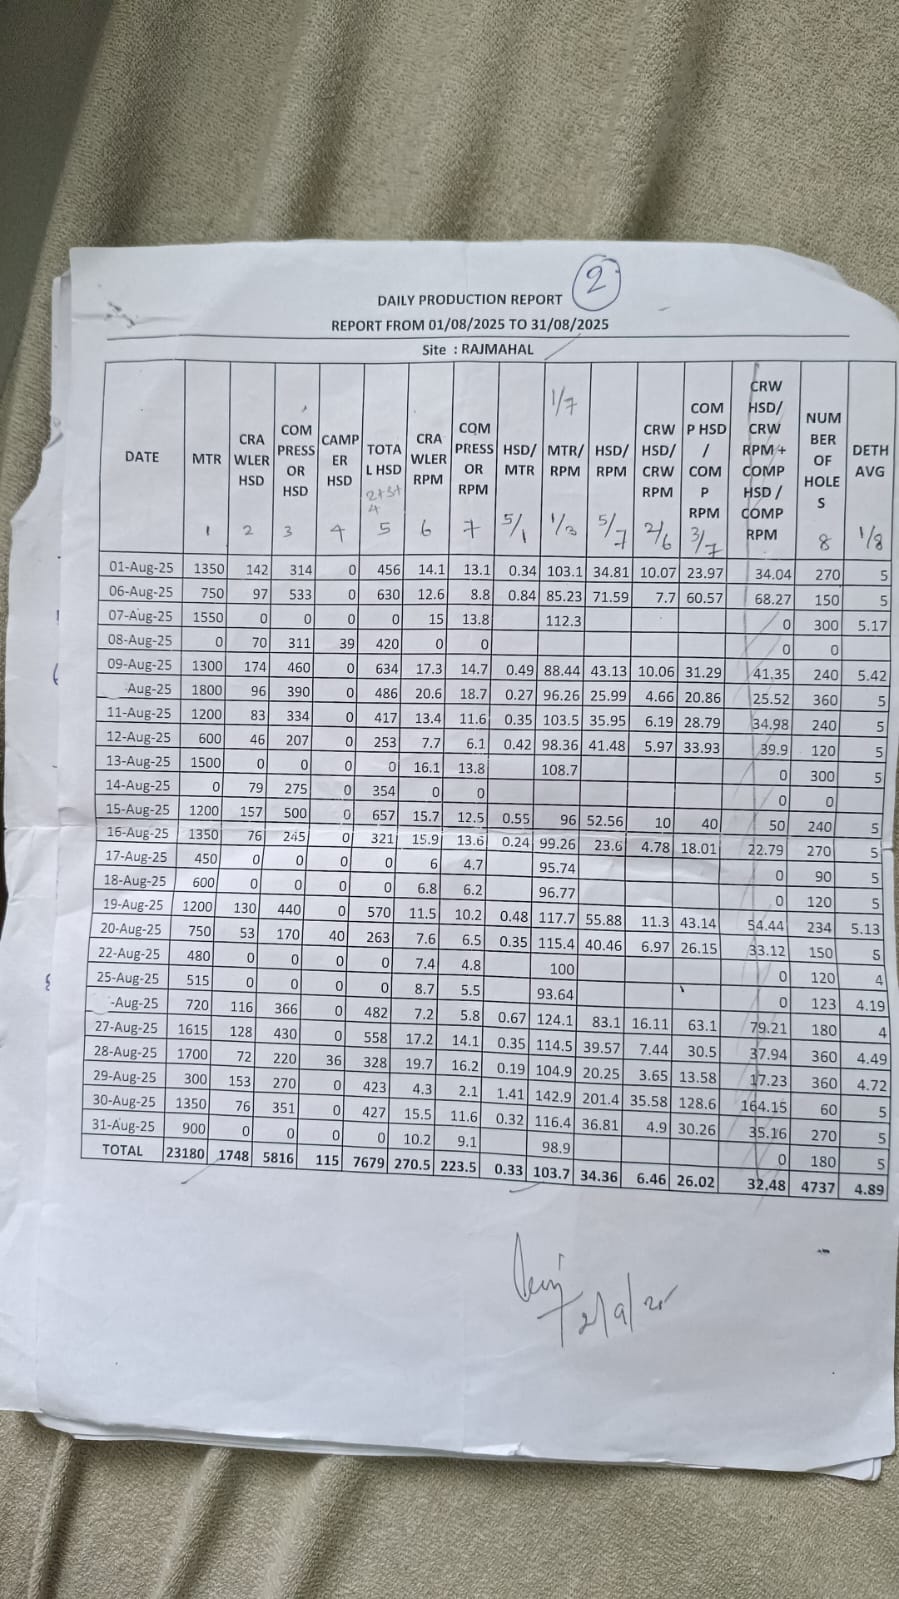 2
DAILY PRODUCTION REPORT
REPORT FROM 01/08/2025 TO 31/08/2025
Site : RAJMAHAL
DATE MTR CRA WLER HSD COM PRESS OR HSD CAMP ER HSD TOTA L HSD CRA WLER RPM COM PRESS OR RPM HSD/ MTR MTR/ RPM HSD/ RPM CRW HSD/ CRW RPM COM P HSD / COM P RPM CRW HSD/ CRW RPM + COMP HSD / COMP RPM NUM BER OF HOLE S DETH AVG
1/7
2+3+4
1 2 3 4 5 6 7 5/1 1/3 5/7 2/6 3/7 8 1/8
01-Aug-25 1350 142 314 0 456 14.1 13.1 0.34 103.1 34.81 10.07 23.97 34.04 270 5
06-Aug-25 750 97 533 0 630 12.6 8.8 0.84 85.23 71.59 7.7 60.57 68.27 150 5
07-Aug-25 1550 0 0 0 0 15 13.8 112.3 0 300 5.17
08-Aug-25 0 70 311 39 420 0 0 0 0
09-Aug-25 1300 174 460 0 634 17.3 14.7 0.49 88.44 43.13 10.06 31.29 41.35 240 5.42
Aug-25 1800 96 390 0 486 20.6 18.7 0.27 96.26 25.99 4.66 20.86 25.52 360 5
11-Aug-25 1200 83 334 0 417 13.4 11.6 0.35 103.5 35.95 6.19 28.79 34.98 240 5
12-Aug-25 600 46 207 0 253 7.7 6.1 0.42 98.36 41.48 5.97 33.93 39.9 120 5
13-Aug-25 1500 0 0 0 0 16.1 13.8 108.7 0 300 5
14-Aug-25 0 79 275 0 354 0 0 0 0
15-Aug-25 1200 157 500 0 657 15.7 12.5 0.55 96 52.56 10 40 50 240 5
16-Aug-25 1350 76 245 0 321 15.9 13.6 0.24 99.26 23.6 4.78 18.01 22.79 270 5
17-Aug-25 450 0 0 0 0 6 4.7 95.74 0 90 5
18-Aug-25 600 0 0 0 0 6.8 6.2 96.77 0 120 5
19-Aug-25 1200 130 440 0 570 11.5 10.2 0.48 117.7 55.88 11.3 43.14 54.44 234 5.13
20-Aug-25 750 53 170 40 263 7.6 6.5 0.35 115.4 40.46 6.97 26.15 33.12 150 5
22-Aug-25 480 0 0 0 0 7.4 4.8 100 0 120 4
25-Aug-25 515 0 0 0 0 8.7 5.5 93.64 0 123 4.19
-Aug-25 720 116 366 0 482 7.2 5.8 0.67 124.1 83.1 16.11 63.1 79.21 180 4
27-Aug-25 1615 128 430 0 558 17.2 14.1 0.35 114.5 39.57 7.44 30.5 37.94 360 4.49
28-Aug-25 1700 72 220 36 328 19.7 16.2 0.19 104.9 20.25 3.65 13.58 17.23 360 4.72
29-Aug-25 300 153 270 0 423 4.3 2.1 1.41 142.9 201.4 35.58 128.6 164.15 60 5
30-Aug-25 1350 76 351 0 427 15.5 11.6 0.32 116.4 36.81 4.9 30.26 35.16 270 5
31-Aug-25 900 0 0 0 0 10.2 9.1 98.9 0 180 5
TOTAL 23180 1748 5816 115 7679 270.5 223.5 0.33 103.7 34.36 6.46 26.02 32.48 4737 4.89